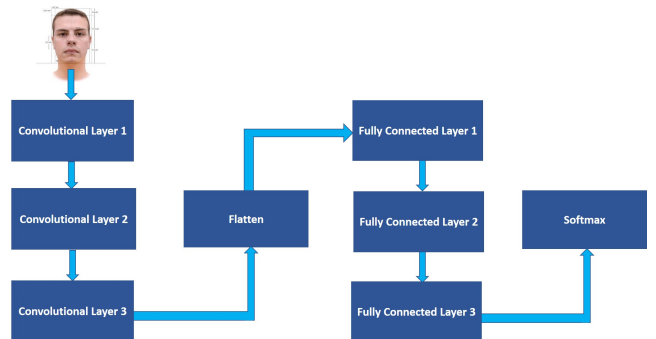 Convolutional Layer 1
Convolutional Layer 2
Convolutional Layer 3
Flatten
Fully Connected Layer 1
Fully Connected Layer 2
Fully Connected Layer 3
Softmax